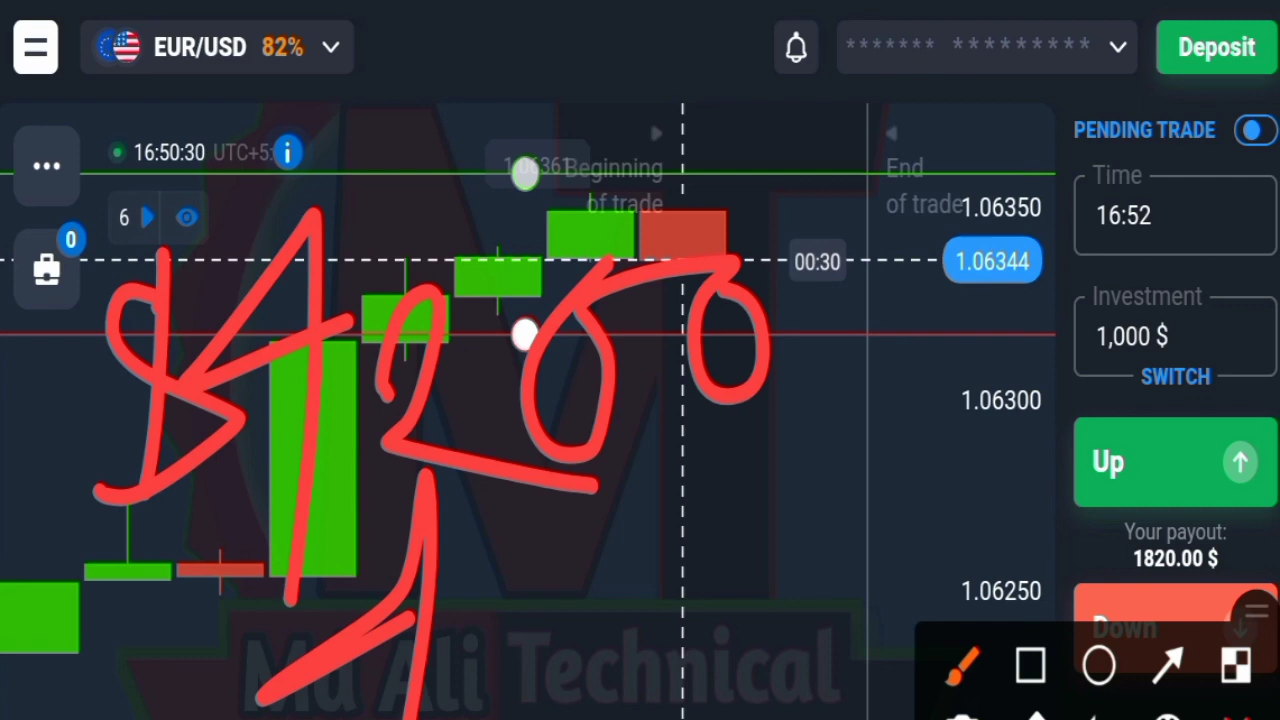 EUR/USD 82%
******* *********
Deposit
16:50:30 UTC+5:
i
PENDING TRADE
1.06361
Beginning
of trade
End
of trade
1.06350
Time
16:52
6
0
00:30
1.06344
Investment
1,000 $
SWITCH
$1200
1
1.06300
Up
Your payout:
1820.00 $
1.06250
Down
Md Ali Technical